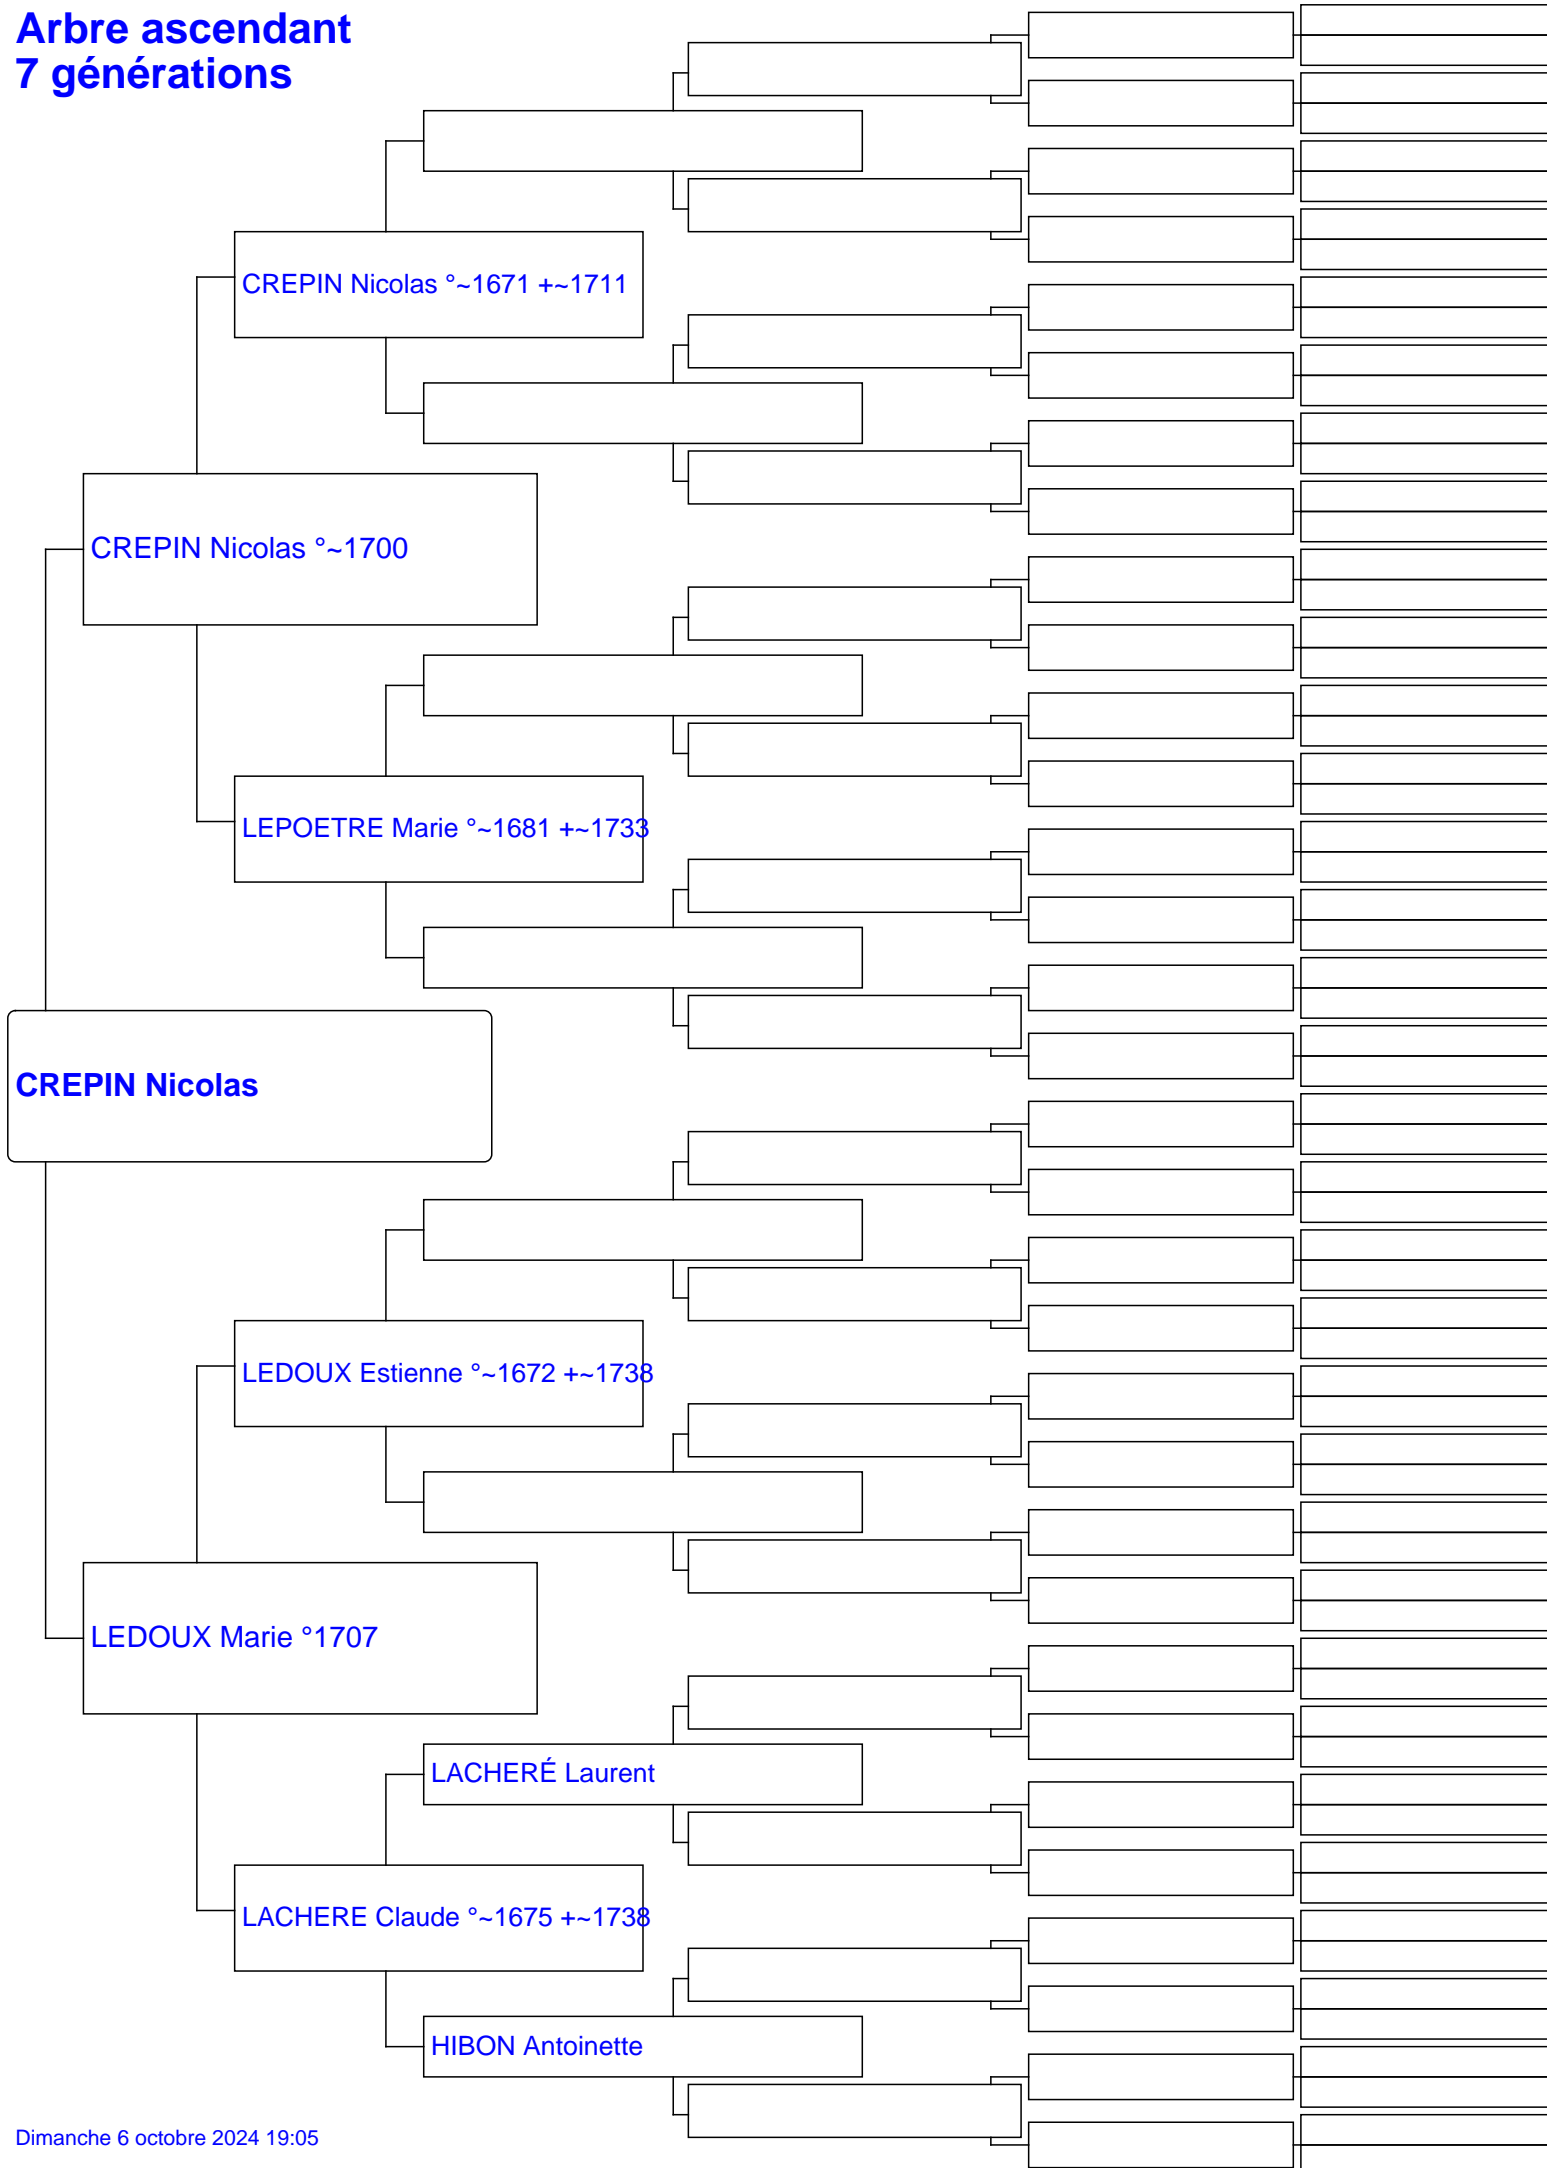 Arbre ascendant
7 générations
CREPIN Nicolas °~1671 +~1711
CREPIN Nicolas °~1700
LEPOETRE Marie °~1681 +~1733
CREPIN Nicolas
LEDOUX Estienne °~1672 +~1738
LEDOUX Marie °1707
LACHERÉ Laurent
LACHERE Claude °~1675 +~1738
HIBON Antoinette
Dimanche 6 octobre 2024 19:05